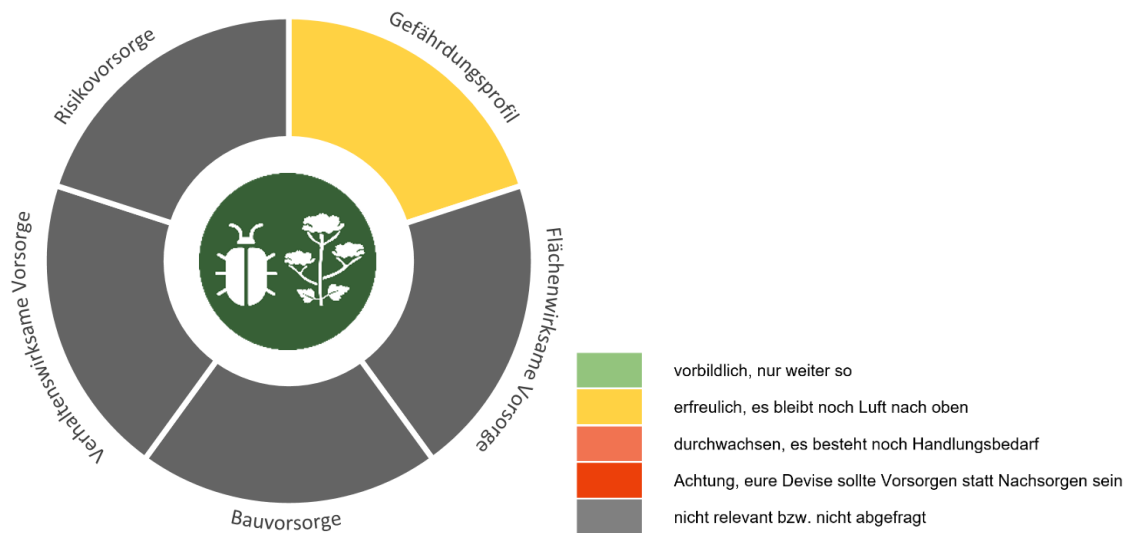 Risikovorsorge
Gefährdungsprofil
Flächenwirksame Vorsorge
Bauvorsorge
Verhaltenswirksame Vorsorge
vorbildlich, nur weiter so
erfreulich, es bleibt noch Luft nach oben
durchwachsen, es besteht noch Handlungsbedarf
Achtung, eure Devise sollte Vorsorgen statt Nachsorgen sein
nicht relevant bzw. nicht abgefragt